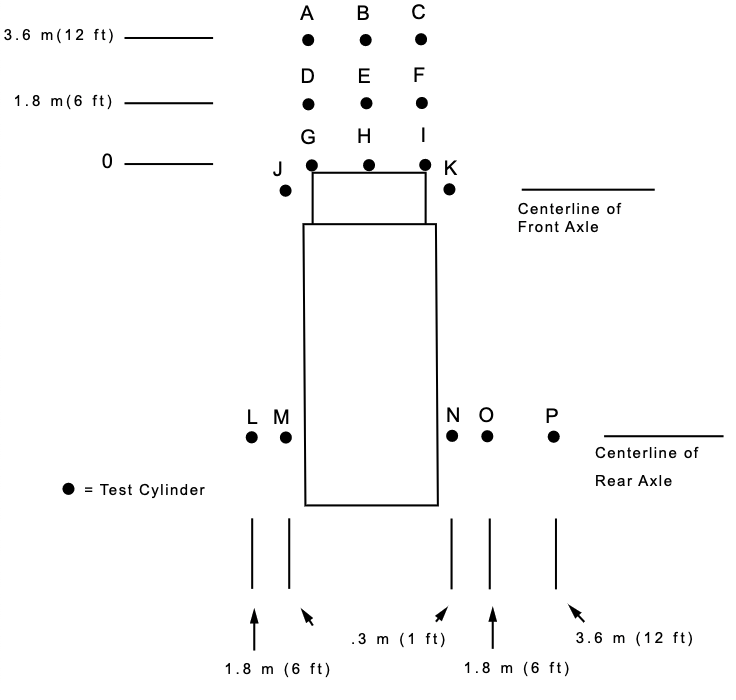 A B C
3.6 m(12 ft)
D E F
1.8 m(6 ft)
G H I
0
J K
Centerline of
Front Axle
L M N O P
Centerline of
Rear Axle
= Test Cylinder
.3 m (1 ft)
3.6 m (12 ft)
1.8 m (6 ft)
1.8 m (6 ft)